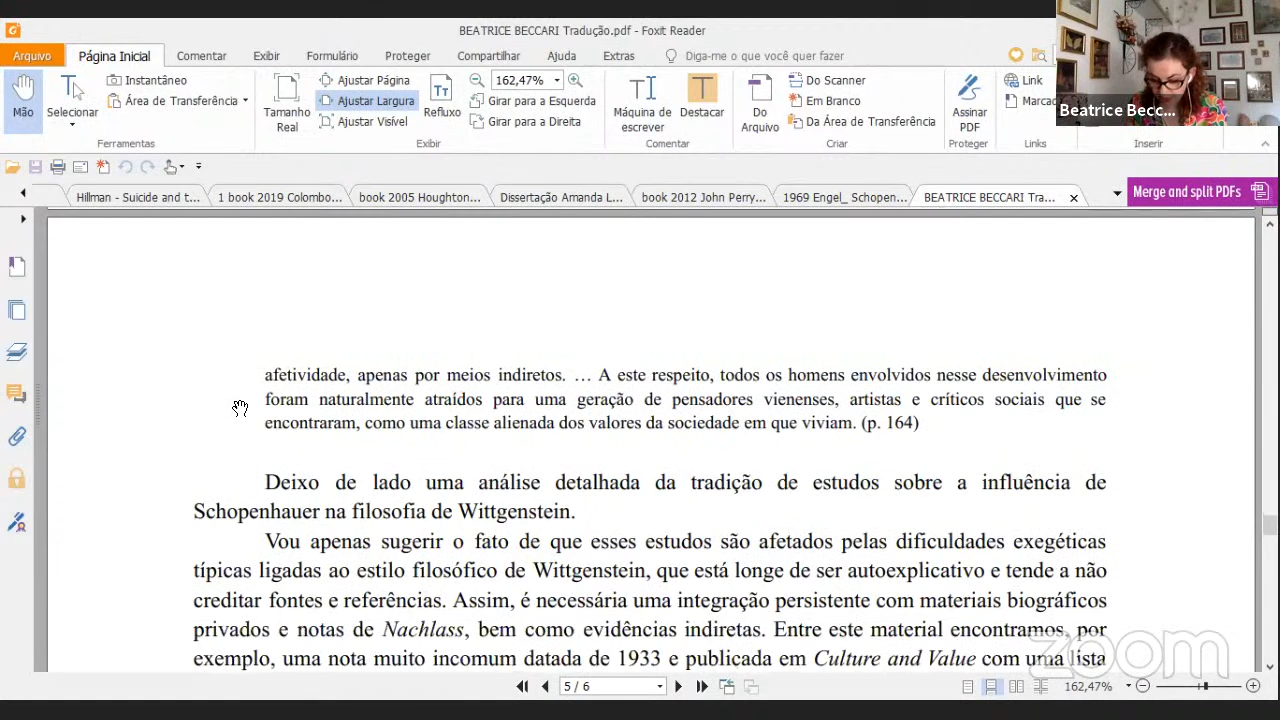 BEATRICE BECCARI Tradução.pdf - Foxit Reader
Arquivo Página Inicial Comentar Exibir Formulário Proteger Compartilhar Ajuda Extras Diga-me o que você quer fazer
Mão
Selecionar
Instantâneo
Área de Transferência
Ferramentas
Tamanho Real
Ajustar Página
Ajustar Largura
Ajustar Visível
Refluxo
162,47%
Girar para a Esquerda
Girar para a Direita
Exibir
Máquina de escrever
Destacar
Comentar
Do Arquivo
Do Scanner
Em Branco
Da Área de Transferência
Criar
Assinar PDF
Proteger
Link
Marcad
Links
Inserir
Beatrice Becc...
Hillman - Suicide and t... 1 book 2019 Colombo... book 2005 Houghton... Dissertação Amanda L... book 2012 John Perry... 1969 Engel_ Schopen... BEATRICE BECCARI Tra... Merge and split PDFs
afetividade, apenas por meios indiretos. … A este respeito, todos os homens envolvidos nesse desenvolvimento
foram naturalmente atraídos para uma geração de pensadores vienenses, artistas e críticos sociais que se
encontraram, como uma classe alienada dos valores da sociedade em que viviam. (p. 164)
Deixo de lado uma análise detalhada da tradição de estudos sobre a influência de
Schopenhauer na filosofia de Wittgenstein.
Vou apenas sugerir o fato de que esses estudos são afetados pelas dificuldades exegéticas
típicas ligadas ao estilo filosófico de Wittgenstein, que está longe de ser autoexplicativo e tende a não
creditar fontes e referências. Assim, é necessária uma integração persistente com materiais biográficos
privados e notas de Nachlass, bem como evidências indiretas. Entre este material encontramos, por
exemplo, uma nota muito incomum datada de 1933 e publicada em Culture and Value com uma lista
zoom
5 / 6 162,47%